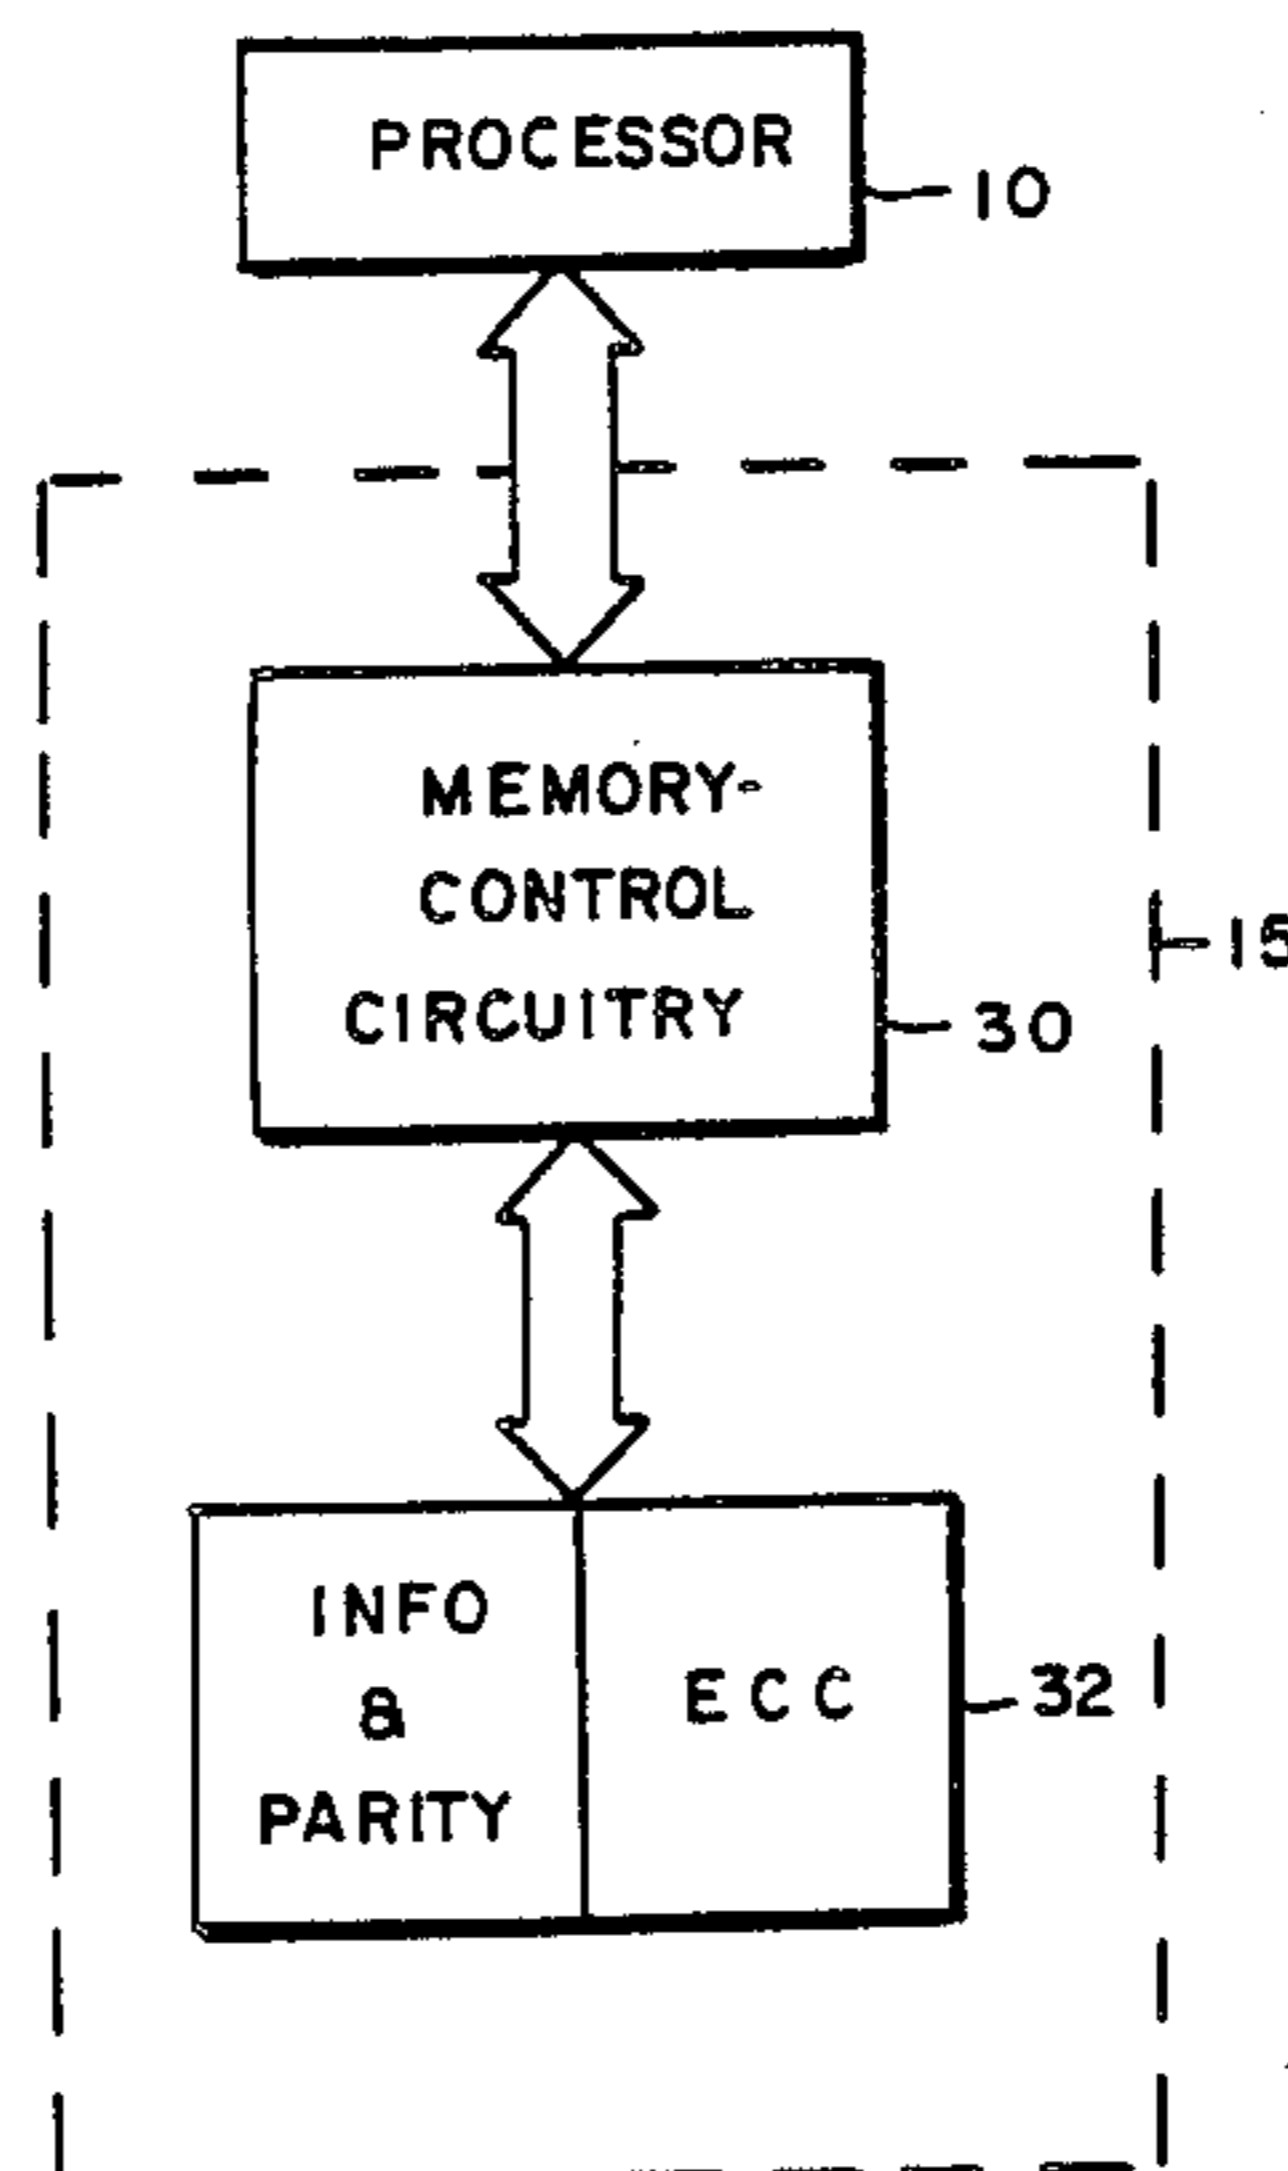 PROCESSOR
10
MEMORY-
CONTROL
CIRCUITRY
15
30
INFO
&
PARITY
ECC
32